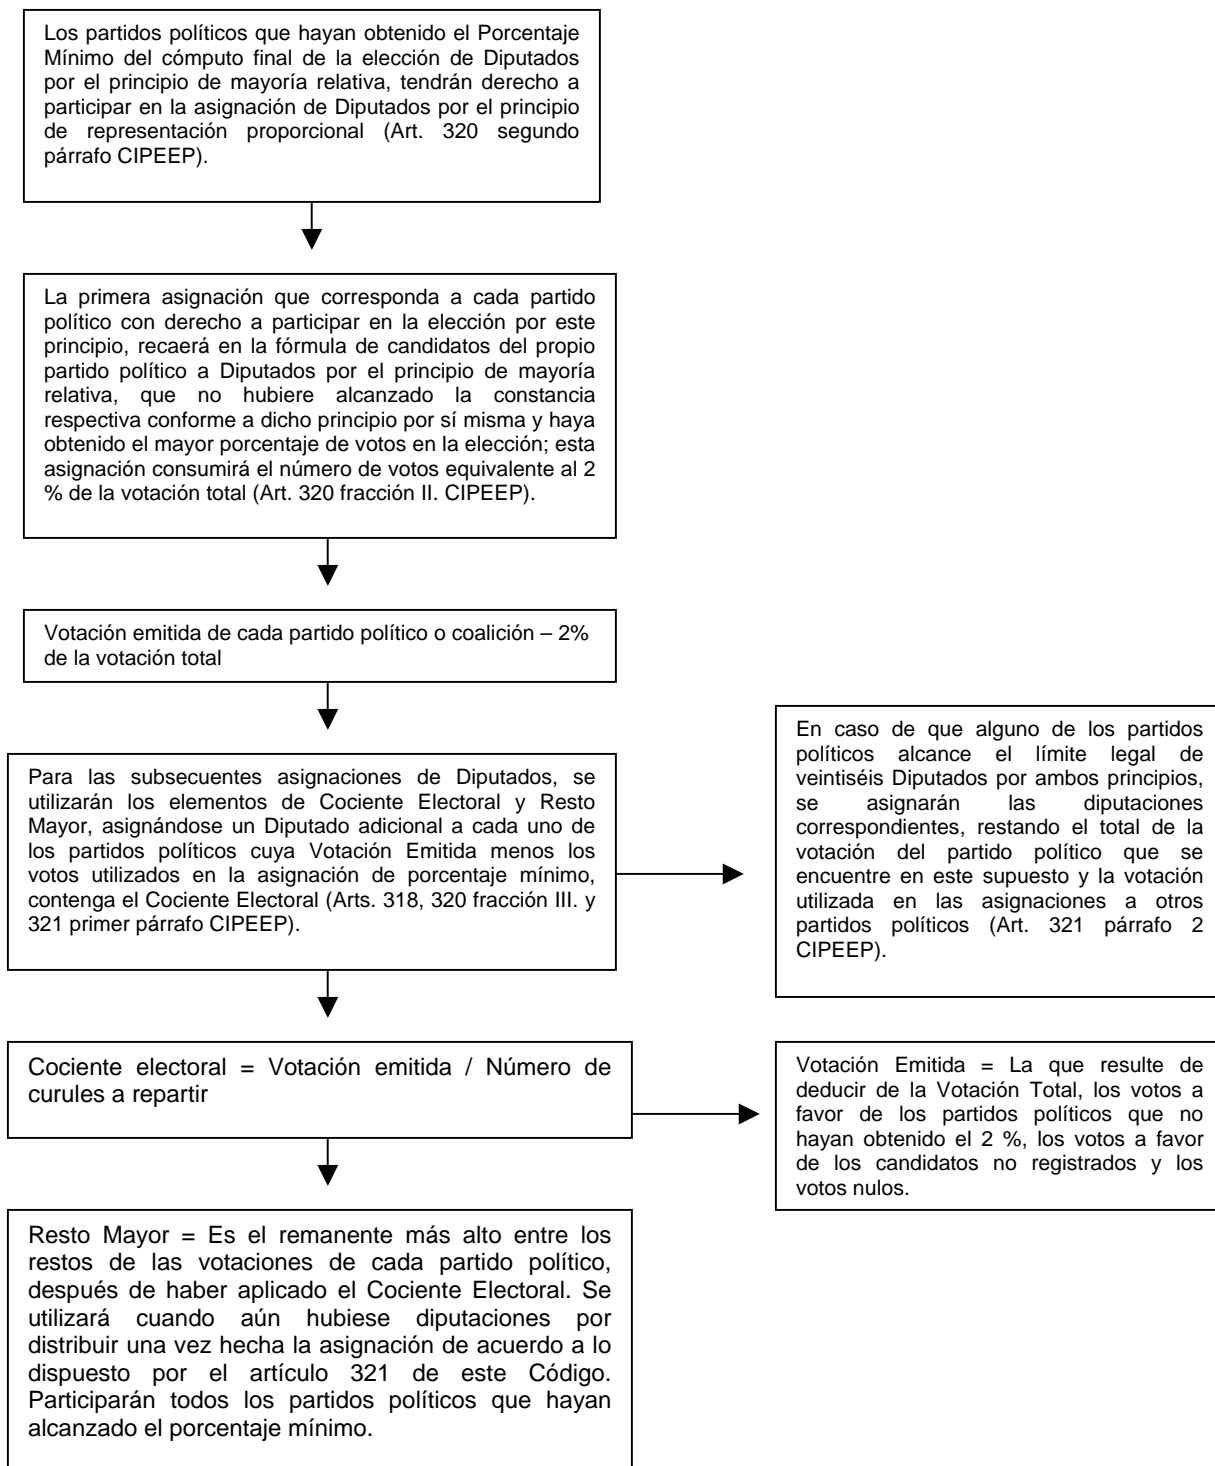 Los partidos políticos que hayan obtenido el Porcentaje
Mínimo del cómputo final de la elección de Diputados
por el principio de mayoría relativa, tendrán derecho a
participar en la asignación de Diputados por el principio
de representación proporcional (Art. 320 segundo
párrafo CIPEEP).
La primera asignación que corresponda a cada partido
político con derecho a participar en la elección por este
principio, recaerá en la fórmula de candidatos del propio
partido político a Diputados por el principio de mayoría
relativa, que no hubiere alcanzado la constancia
respectiva conforme a dicho principio por sí misma y haya
obtenido el mayor porcentaje de votos en la elección; esta
asignación consumirá el número de votos equivalente al 2
% de la votación total (Art. 320 fracción II. CIPEEP).
Votación emitida de cada partido político o coalición – 2%
de la votación total
Para las subsecuentes asignaciones de Diputados, se
utilizarán los elementos de Cociente Electoral y Resto
Mayor, asignándose un Diputado adicional a cada uno de
los partidos políticos cuya Votación Emitida menos los
votos utilizados en la asignación de porcentaje mínimo,
contenga el Cociente Electoral (Arts. 318, 320 fracción III. y
321 primer párrafo CIPEEP).
En caso de que alguno de los partidos
políticos alcance el límite legal de
veintiséis Diputados por ambos principios,
se asignarán las diputaciones
correspondientes, restando el total de la
votación del partido político que se
encuentre en este supuesto y la votación
utilizada en las asignaciones a otros
partidos políticos (Art. 321 párrafo 2
CIPEEP).
Cociente electoral = Votación emitida / Número de
curules a repartir
Votación Emitida = La que resulte de
deducir de la Votación Total, los votos a
favor de los partidos políticos que no
hayan obtenido el 2 %, los votos a favor
de los candidatos no registrados y los
votos nulos.
Resto Mayor = Es el remanente más alto entre los
restos de las votaciones de cada partido político,
después de haber aplicado el Cociente Electoral. Se
utilizará cuando aún hubiese diputaciones por
distribuir una vez hecha la asignación de acuerdo a lo
dispuesto por el artículo 321 de este Código.
Participarán todos los partidos políticos que hayan
alcanzado el porcentaje mínimo.